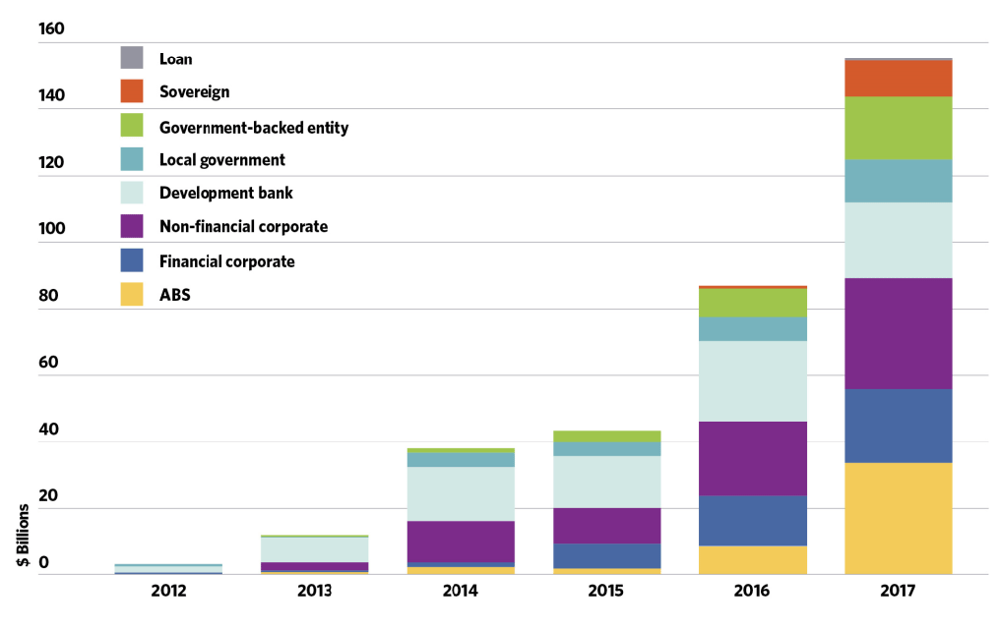 160
Loan
Sovereign
140
Government-backed entity
Local government
120
Development bank
Non-financial corporate
100
Financial corporate
ABS
80
60
40
20
0
$ Billions
2012 2013 2014 2015 2016 2017